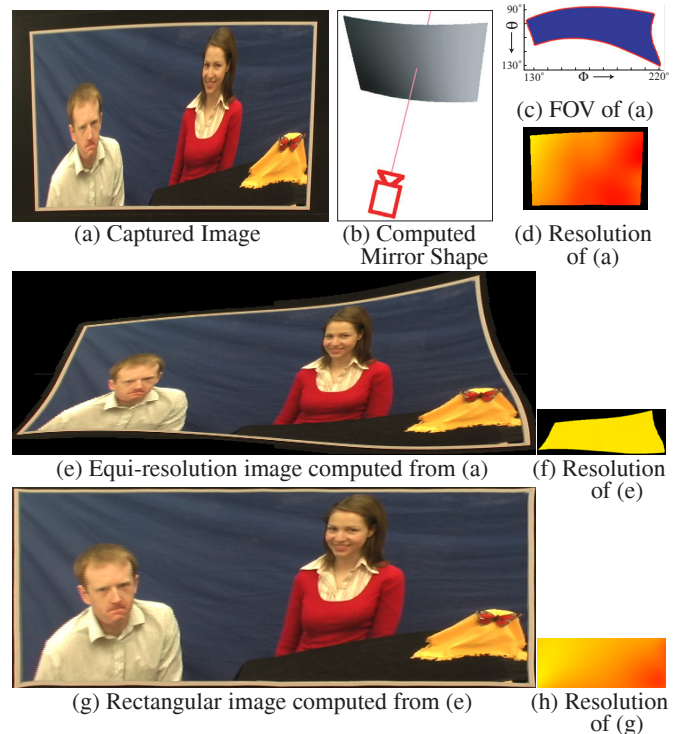 90°
θ
130°
130°
Φ
220°
(c) FOV of (a)
(a) Captured Image
(b) Computed
Mirror Shape
(d) Resolution
of (a)
(e) Equi-resolution image computed from (a)
(f) Resolution
of (e)
(g) Rectangular image computed from (e)
(h) Resolution
of (g)